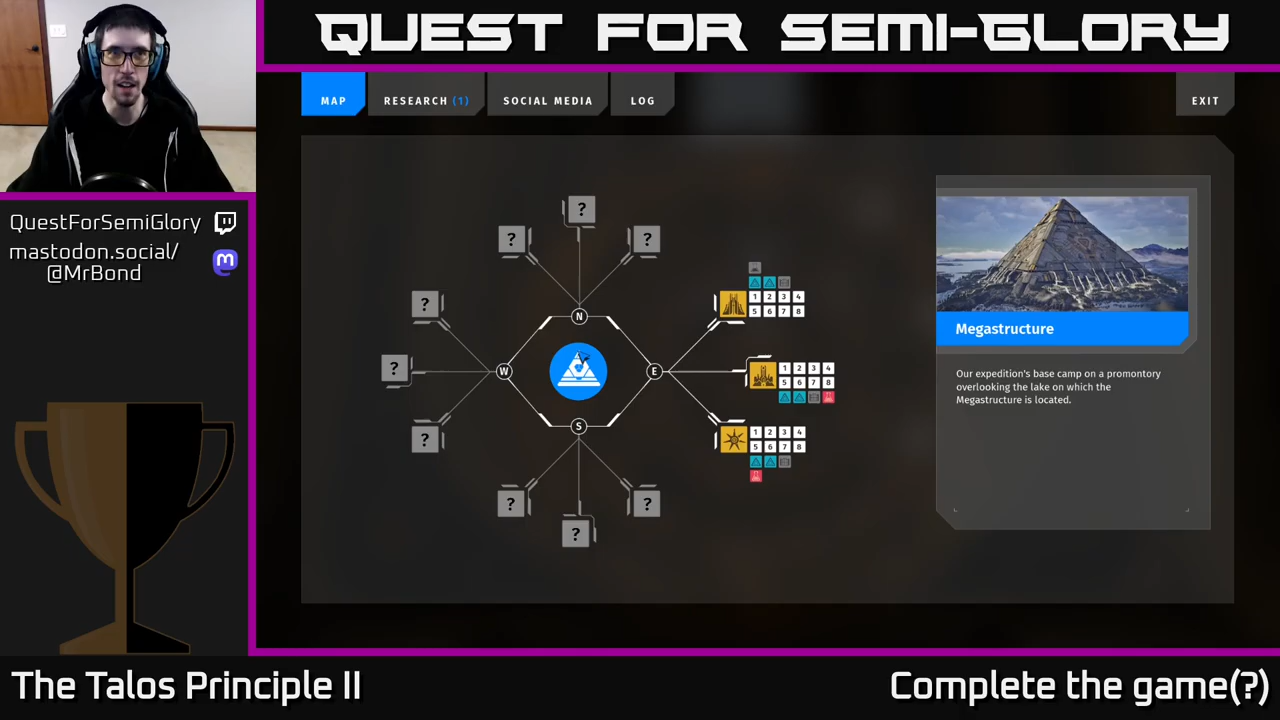 QUEST FOR SEMI-GLORY
QuestForSemiGlory
mastodon.social/
@MrBond
MAP
RESEARCH (1)
SOCIAL MEDIA
LOG
EXIT
?
?
?
?
?
?
?
?
?
N
W
E
S
1 2 3 4
5 6 7 8
1 2 3 4
5 6 7 8
1 2 3 4
5 6 7 8
Megastructure
Our expedition's base camp on a promontory
overlooking the lake on which the
Megastructure is located.
The Talos Principle II
Complete the game(?)